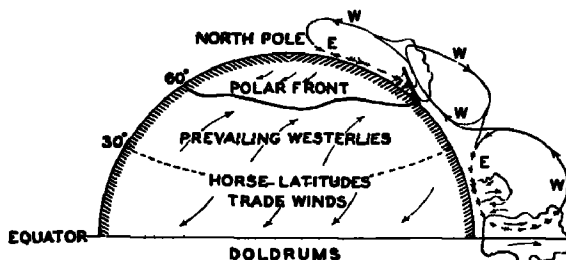 W
NORTH POLE E
W
60°
POLAR FRONT
W
PREVAILING WESTERLIES
30°
E
HORSE-LATITUDES
W
TRADE WINDS
EQUATOR
DOLDRUMS